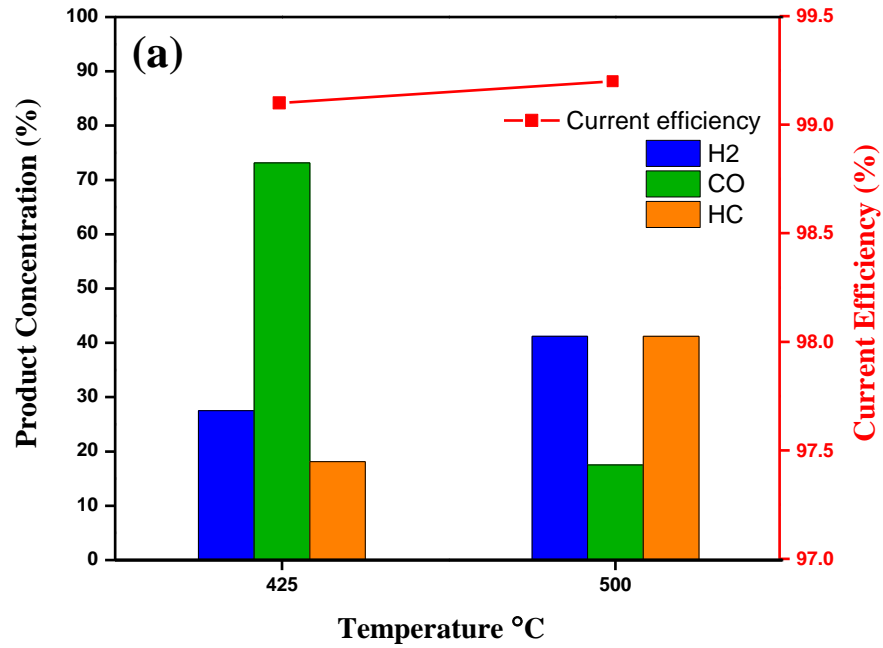 (a)
100
90
80
70
60
50
40
30
20
10
0
Product Concentration (%)
99.5
99.0
98.5
98.0
97.5
97.0
Current Efficiency (%)
Current efficiency
H2
CO
HC
425
500
Temperature °C